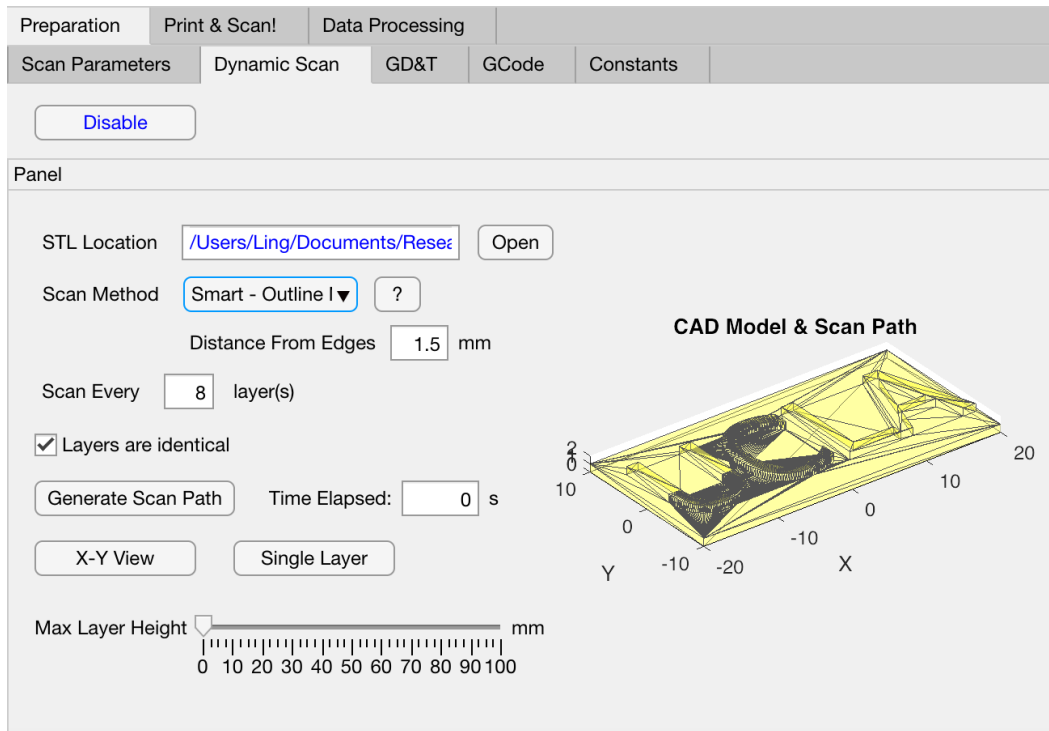 Preparation Print & Scan! Data Processing
Scan Parameters Dynamic Scan GD&T GCode Constants
Disable
Panel
STL Location /Users/Ling/Documents/Resea Open
Scan Method Smart - Outline I ?
Distance From Edges 1.5 mm
Scan Every 8 layer(s)
Layers are identical
Generate Scan Path Time Elapsed: 0 s
X-Y View Single Layer
Max Layer Height mm
0 10 20 30 40 50 60 70 80 90 100
CAD Model & Scan Path
2
1
0
10
0
-10
Y
-20
-10
0
10
20
X